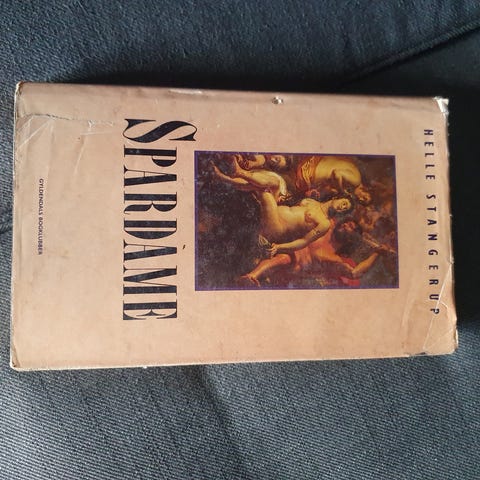 HELLE STANGERUP
SPARDAME
GYLDENDALS BOGKLUBBER